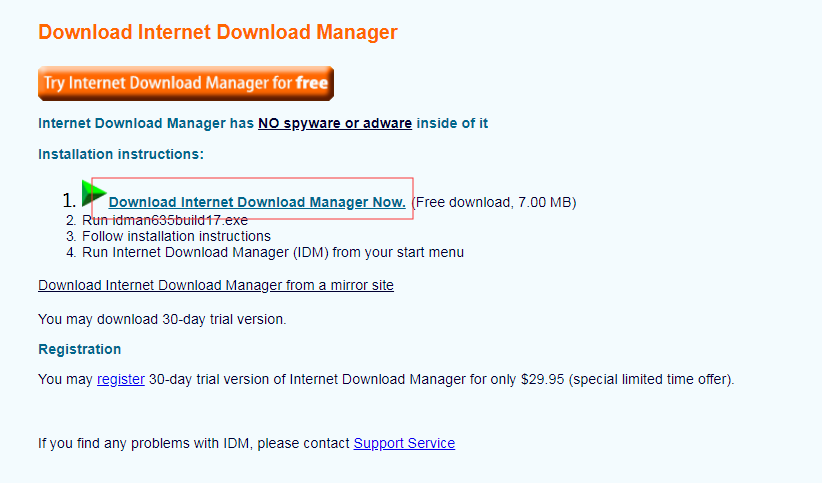 Download Internet Download Manager
Try Internet Download Manager for free
Internet Download Manager has NO spyware or adware inside of it
Installation instructions:
1. Download Internet Download Manager Now. (Free download, 7.00 MB)
2. Run idman635build17.exe
3. Follow installation instructions
4. Run Internet Download Manager (IDM) from your start menu
Download Internet Download Manager from a mirror site
You may download 30-day trial version.
Registration
You may register 30-day trial version of Internet Download Manager for only $29.95 (special limited time offer).
If you find any problems with IDM, please contact Support Service